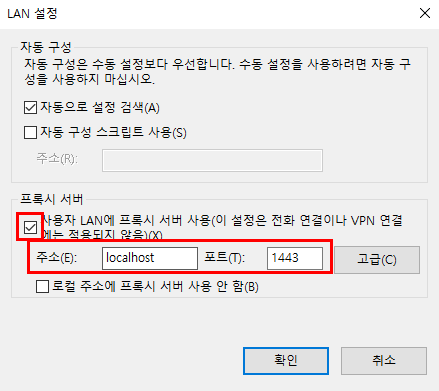 LAN 설정
자동 구성
자동 구성은 수동 설정보다 우선합니다. 수동 설정을 사용하려면 자동 구
성을 사용하지 마십시오.
자동으로 설정 검색(A)
자동 구성 스크립트 사용(S)
주소(R):
프록시 서버
사용자 LAN에 프록시 서버 사용(이 설정은 전화 연결이나 VPN 연결
에는 적용되지 않음)(X)
주소(E): localhost 포트(T): 1443 고급(C)
로컬 주소에 프록시 서버 사용 안 함(B)
확인 취소